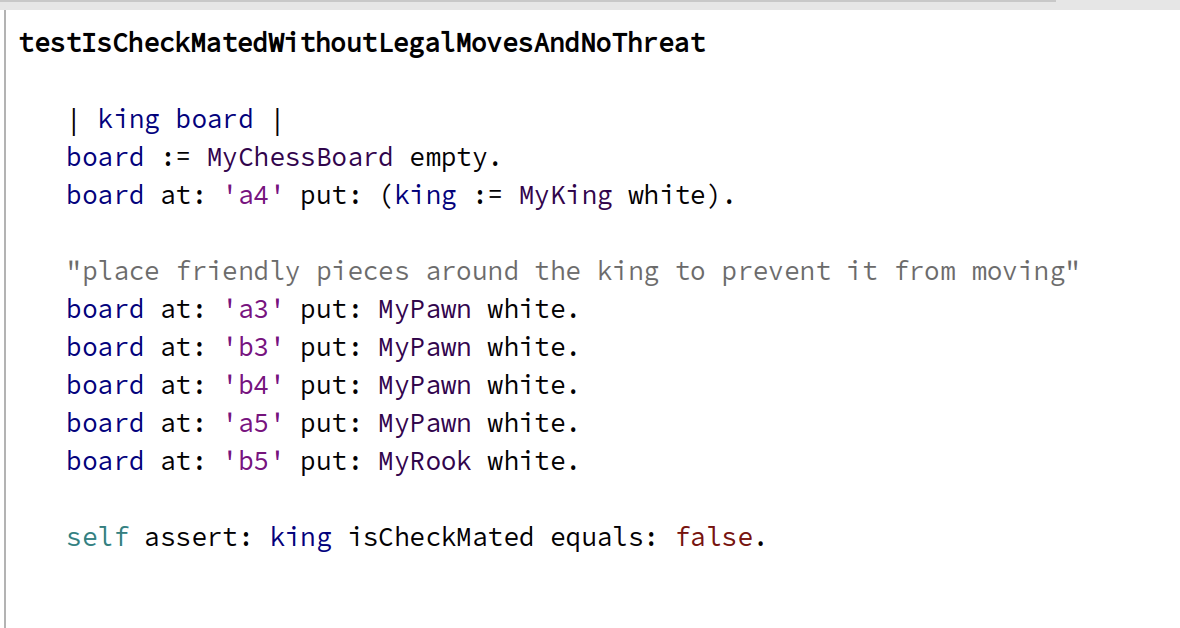 testIsCheckMatedWithoutLegalMovesAndNoThreat
| king board |
board := MyChessBoard empty.
board at: 'a4' put: (king := MyKing white).
"place friendly pieces around the king to prevent it from moving"
board at: 'a3' put: MyPawn white.
board at: 'b3' put: MyPawn white.
board at: 'b4' put: MyPawn white.
board at: 'a5' put: MyPawn white.
board at: 'b5' put: MyRook white.
self assert: king isCheckMated equals: false.